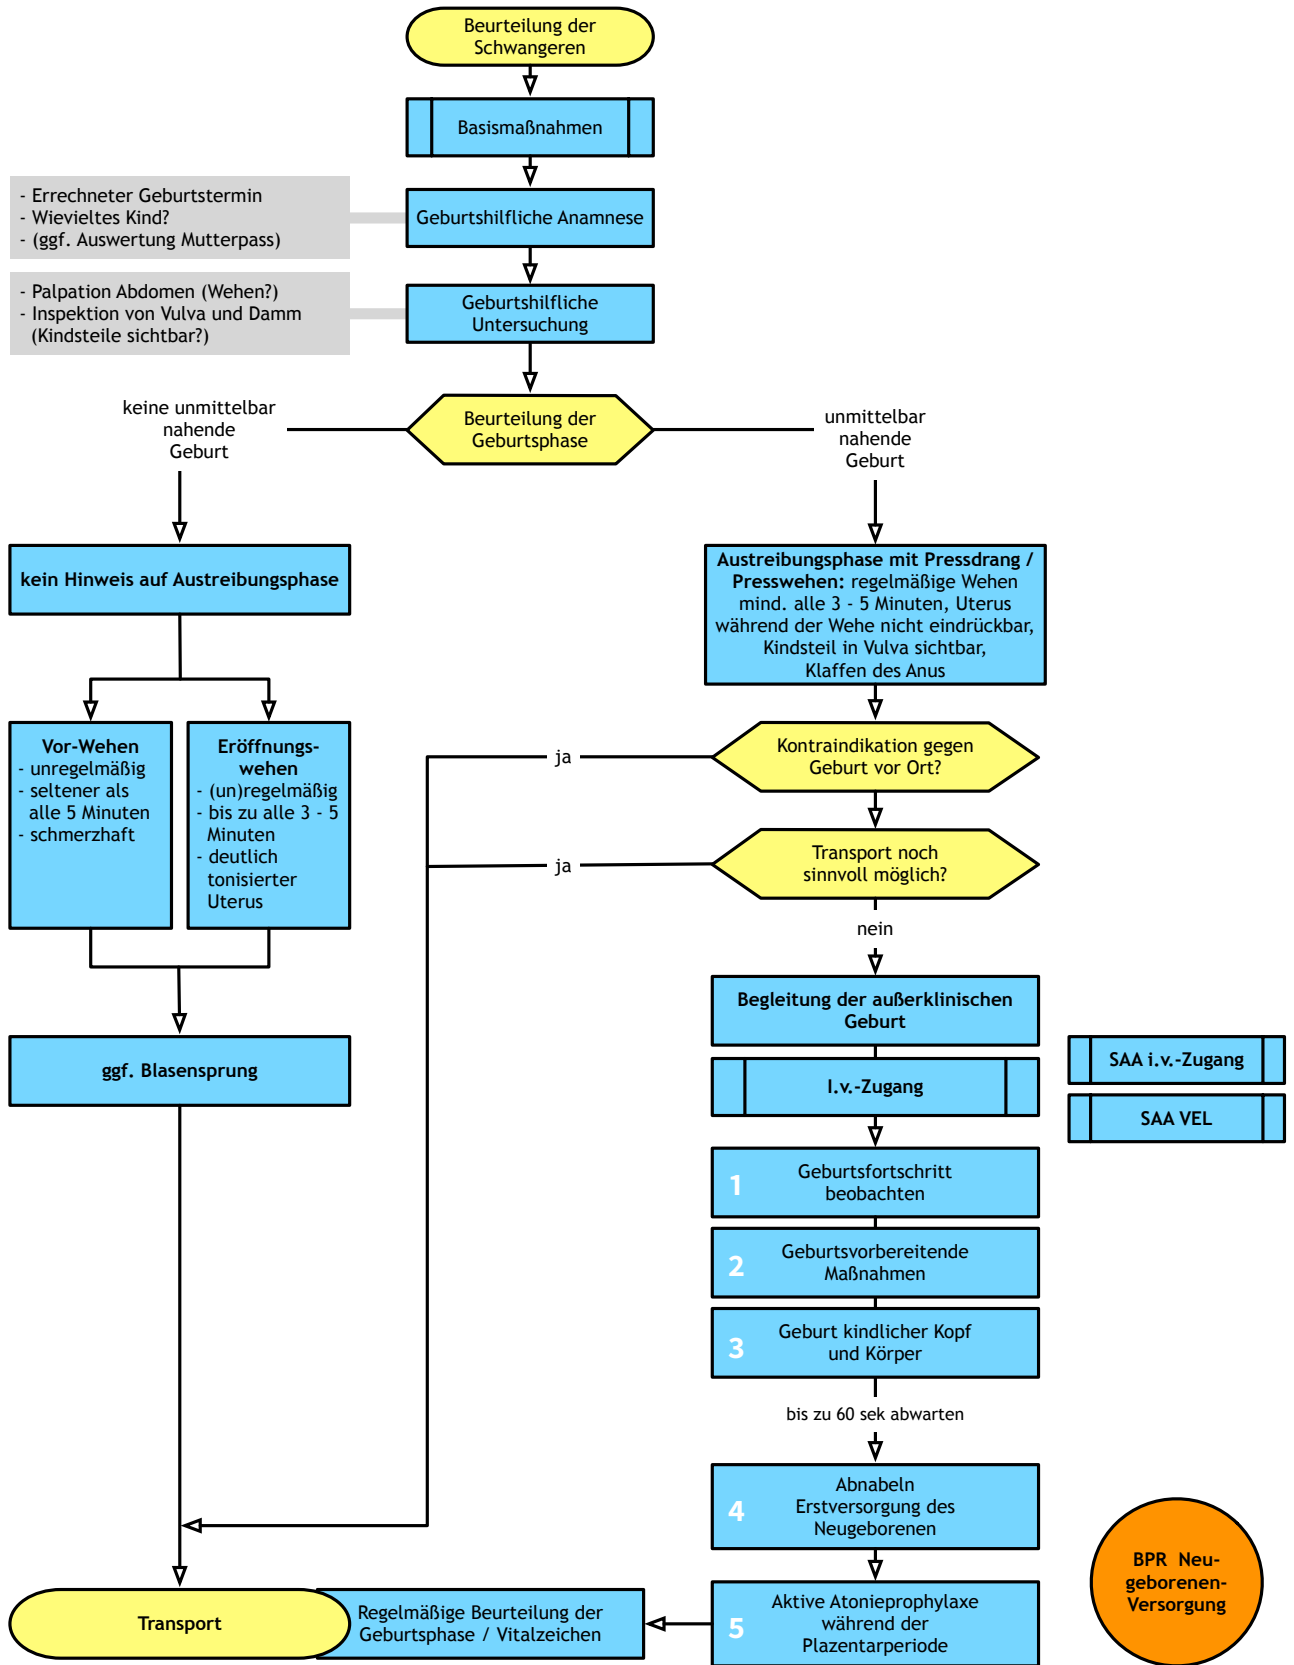 Beurteilung der
Schwangeren
Basismaßnahmen
- Errechneter Geburtstermin
- Wievieltes Kind?
- (ggf. Auswertung Mutterpass)
Geburtshilfliche Anamnese
- Palpation Abdomen (Wehen?)
- Inspektion von Vulva und Damm
(Kindsteile sichtbar?)
Geburtshilfliche
Untersuchung
Beurteilung der
Geburtsphase
keine unmittelbar
nahende
Geburt
unmittelbar
nahende
Geburt
kein Hinweis auf Austreibungsphase
Austreibungsphase mit Pressdrang /
Presswehen: regelmäßige Wehen
mind. alle 3 - 5 Minuten, Uterus
während der Wehe nicht eindrückbar,
Kindsteil in Vulva sichtbar,
Klaffen des Anus
Vor-Wehen
- unregelmäßig
- seltener als
alle 5 Minuten
- schmerzhaft
Eröffnungs-
wehen
- (un)regelmäßig
- bis zu alle 3 - 5
Minuten
- deutlich
tonisierter
Uterus
Kontraindikation gegen
Geburt vor Ort?
ja
Transport noch
sinnvoll möglich?
ja
nein
ggf. Blasensprung
Begleitung der außerklinischen
Geburt
I.v.-Zugang
SAA i.v.-Zugang
SAA VEL
1 Geburtsfortschritt
beobachten
2 Geburtsvorbereitende
Maßnahmen
3 Geburt kindlicher Kopf
und Körper
bis zu 60 sek abwarten
4 Abnabeln
Erstversorgung des
Neugeborenen
5 Aktive Atonieprophylaxe
während der
Plazentarperiode
BPR Neu-
geborenen-
Versorgung
Transport
Regelmäßige Beurteilung der
Geburtsphase / Vitalzeichen